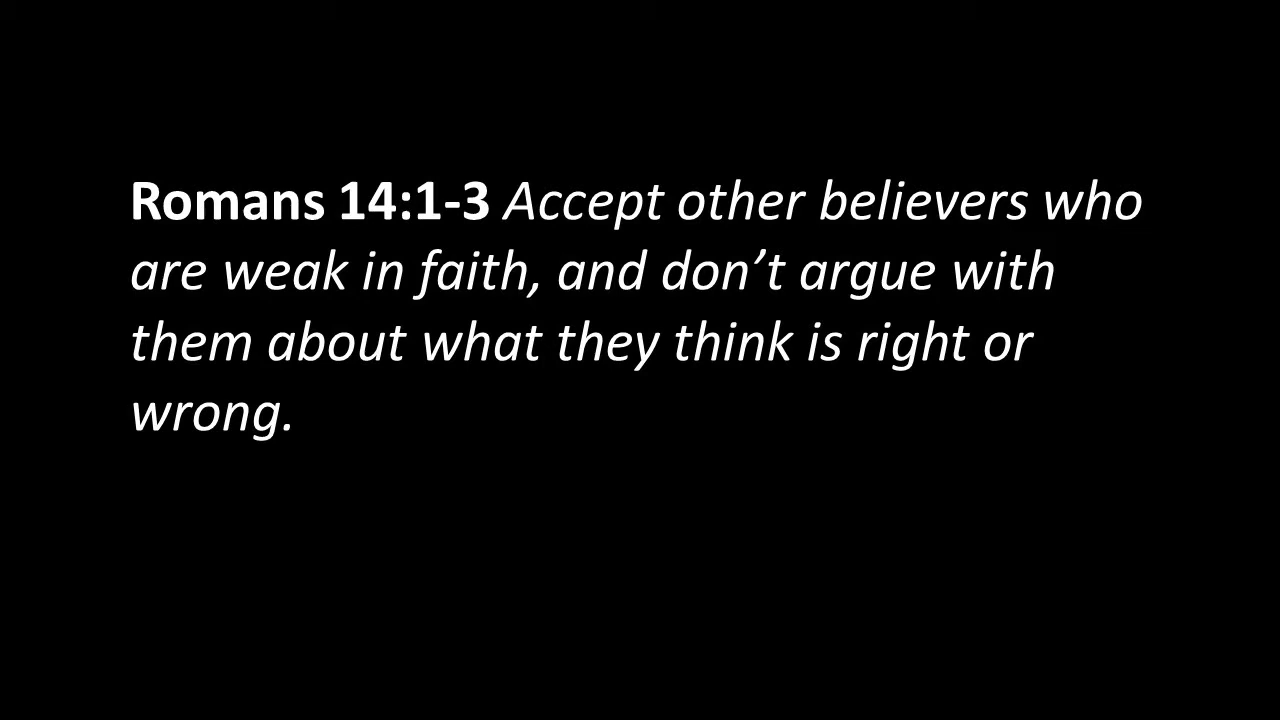 Romans 14:1-3 Accept other believers who
are weak in faith, and don’t argue with
them about what they think is right or
wrong.